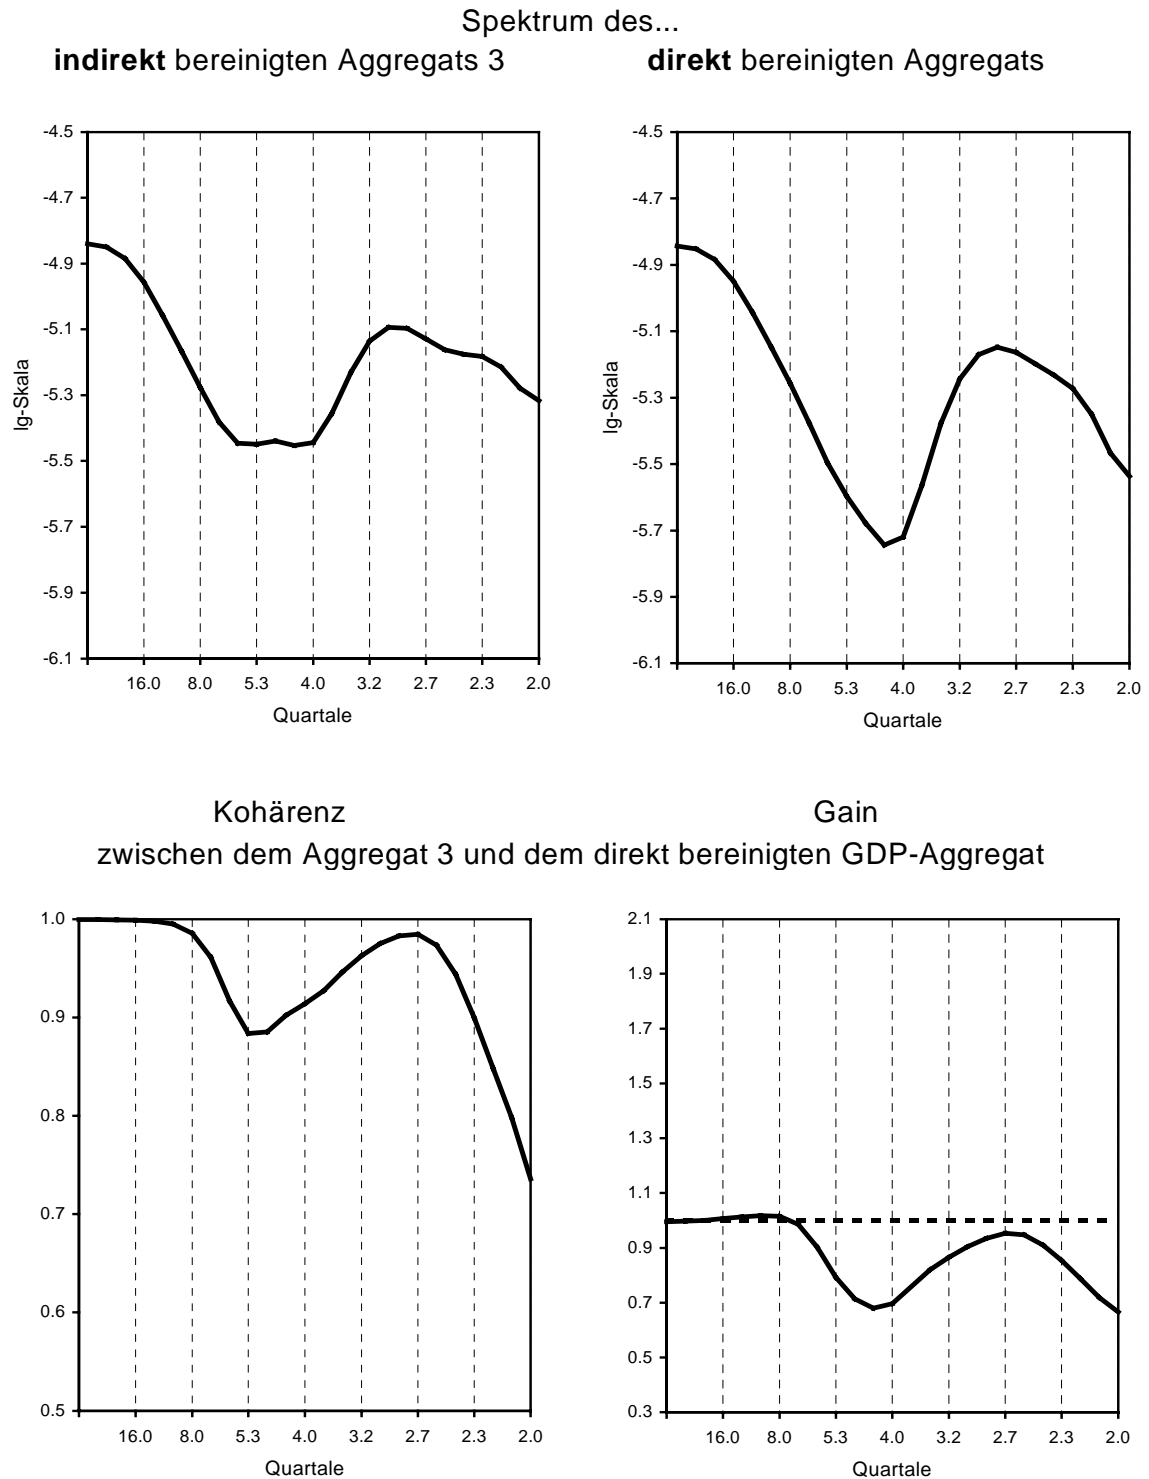 Spektrum des...
indirekt bereinigten Aggregats 3
direkt bereinigten Aggregats
-4.5
-4.7
-4.9
-5.1
-5.3
-5.5
-5.7
-5.9
-6.1
lg-Skala
16.0 8.0 5.3 4.0 3.2 2.7 2.3 2.0
Quartale
-4.5
-4.7
-4.9
-5.1
-5.3
-5.5
-5.7
-5.9
-6.1
lg-Skala
16.0 8.0 5.3 4.0 3.2 2.7 2.3 2.0
Quartale
Kohärenz
Gain
zwischen dem Aggregat 3 und dem direkt bereinigten GDP-Aggregat
1.0
0.9
0.8
0.7
0.6
0.5
16.0 8.0 5.3 4.0 3.2 2.7 2.3 2.0
Quartale
2.1
1.9
1.7
1.5
1.3
1.1
0.9
0.7
0.5
0.3
16.0 8.0 5.3 4.0 3.2 2.7 2.3 2.0
Quartale